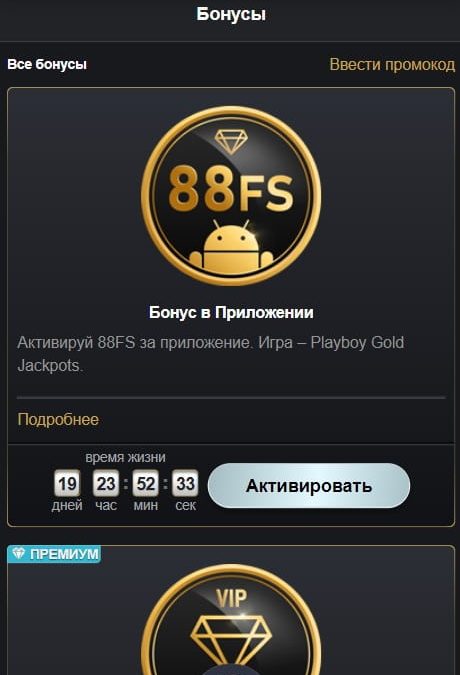 Бонусы
Все бонусы
Ввести промокод
88FS
Бонус в Приложении
Активируй 88FS за приложение. Игра – Playboy Gold
Jackpots.
Подробнее
время жизни
19 23 : 52 : 33
дней час мин сек
Активировать
ПРЕМИУМ
VIP